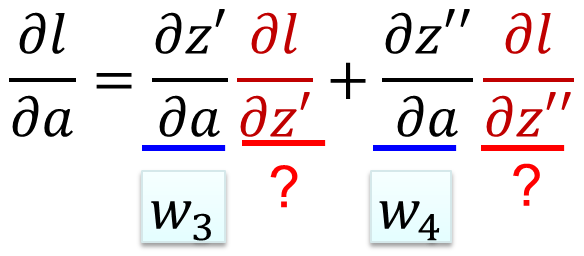 ∂l/∂a = ∂z′/∂a ∂l/∂z′ + ∂z″/∂a ∂l/∂z″
w₃ ? w₄ ?